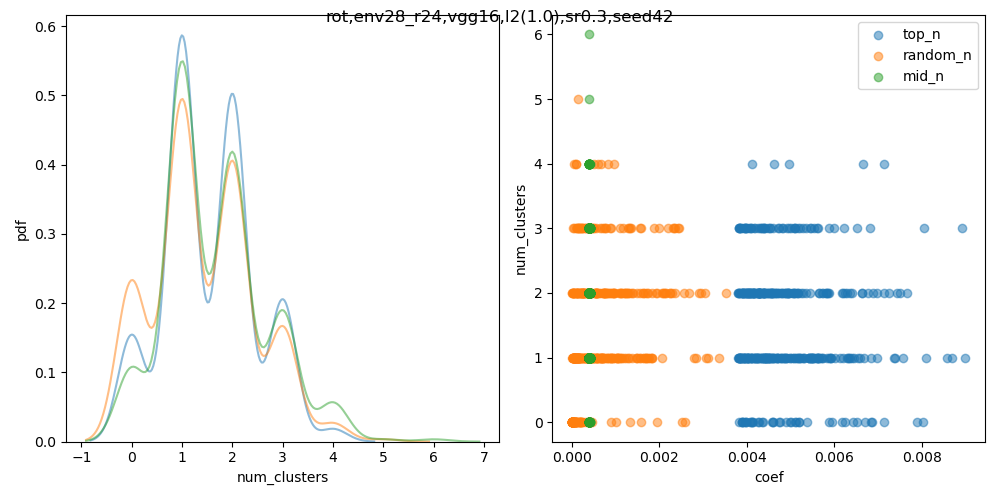 rot,env28_r24,vgg16,l2(1.0),sr0.3,seed42
0.6
0.5
0.4
0.3
0.2
0.1
0.0
pdf
−1 0 1 2 3 4 5 6 7
num_clusters
6
5
4
3
2
1
0
num_clusters
top_n
random_n
mid_n
0.000 0.002 0.004 0.006 0.008
coef